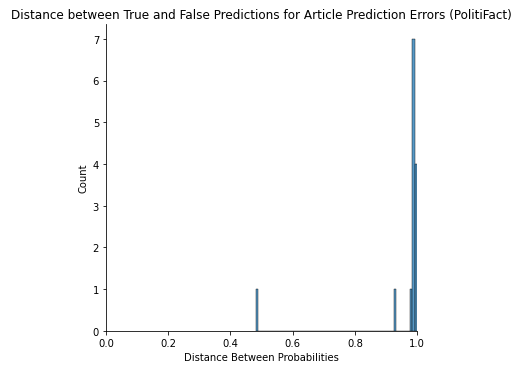 Distance between True and False Predictions for Article Prediction Errors (PolitiFact)
7
6
5
4
3
2
1
0
Count
0.0 0.2 0.4 0.6 0.8 1.0
Distance Between Probabilities